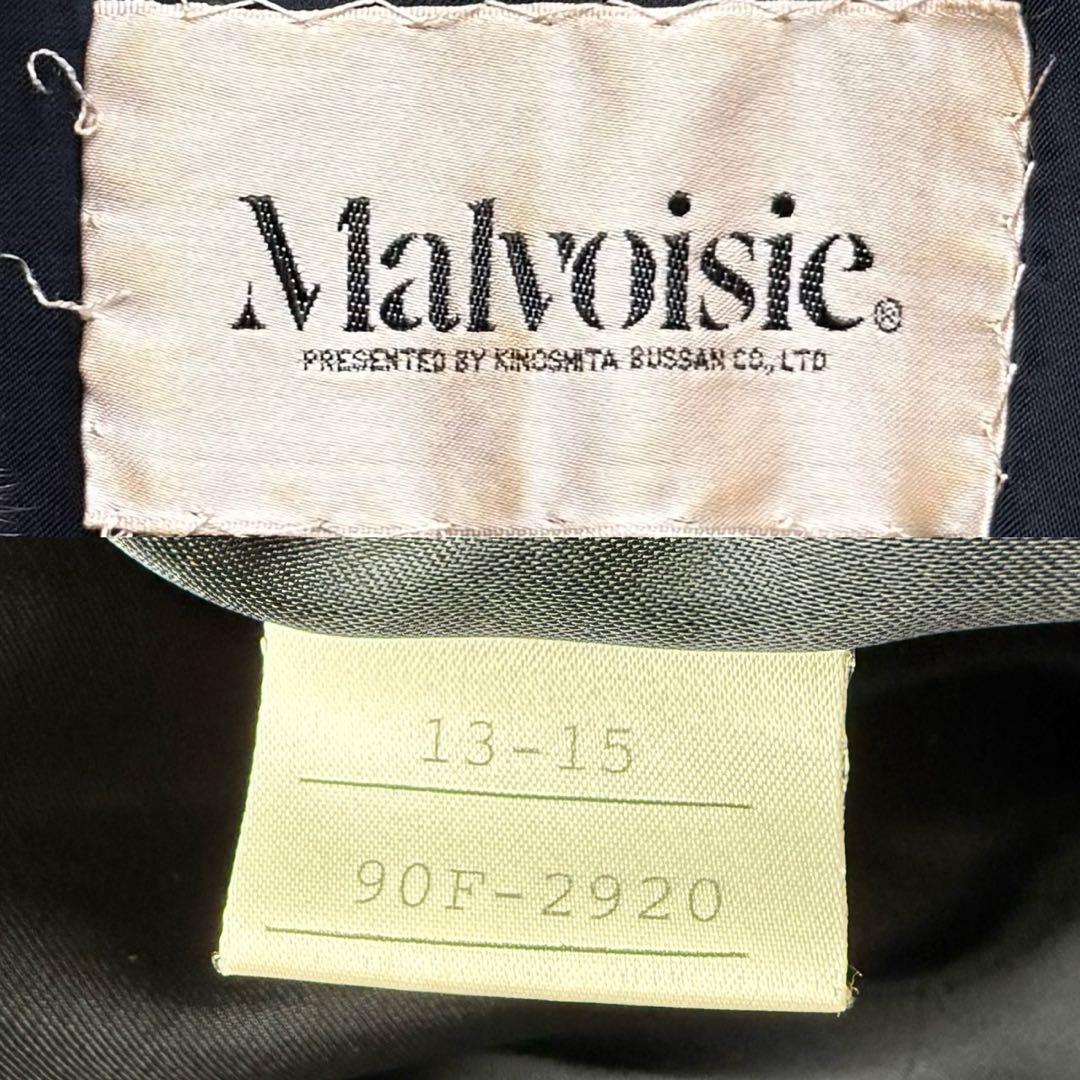 Malvoisie®
PRESENTED BY KINOSHITA BUSSAN CO., LTD
13-15
90F-2920